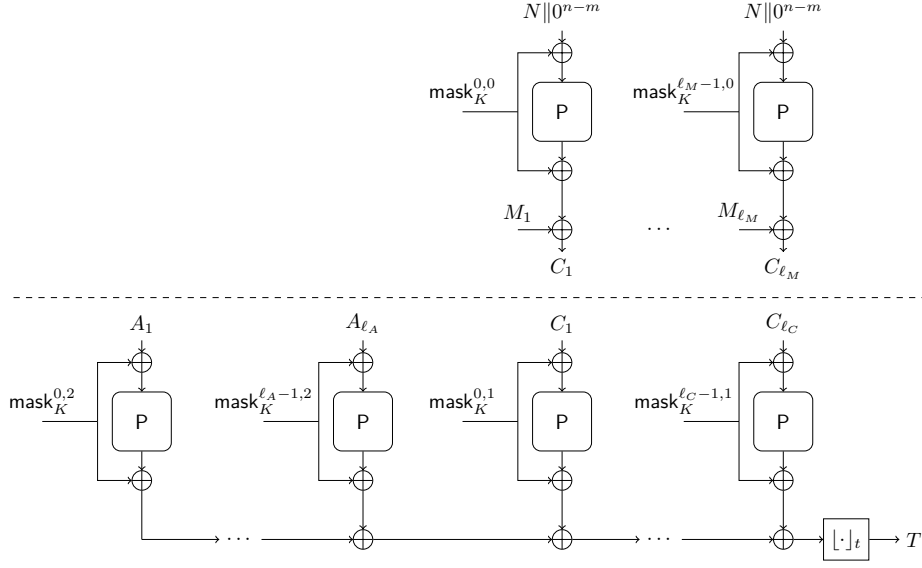 N‖0^{n−m} N‖0^{n−m}
mask_K^{0,0} P mask_K^{ℓ_M−1,0} P
M_1 ··· M_{ℓ_M}
C_1 C_{ℓ_M}
A_1 A_{ℓ_A} C_1 C_{ℓ_C}
mask_K^{0,2} P mask_K^{ℓ_A−1,2} P mask_K^{0,1} P mask_K^{ℓ_C−1,1} P
··· ··· ⌊·⌋_t T